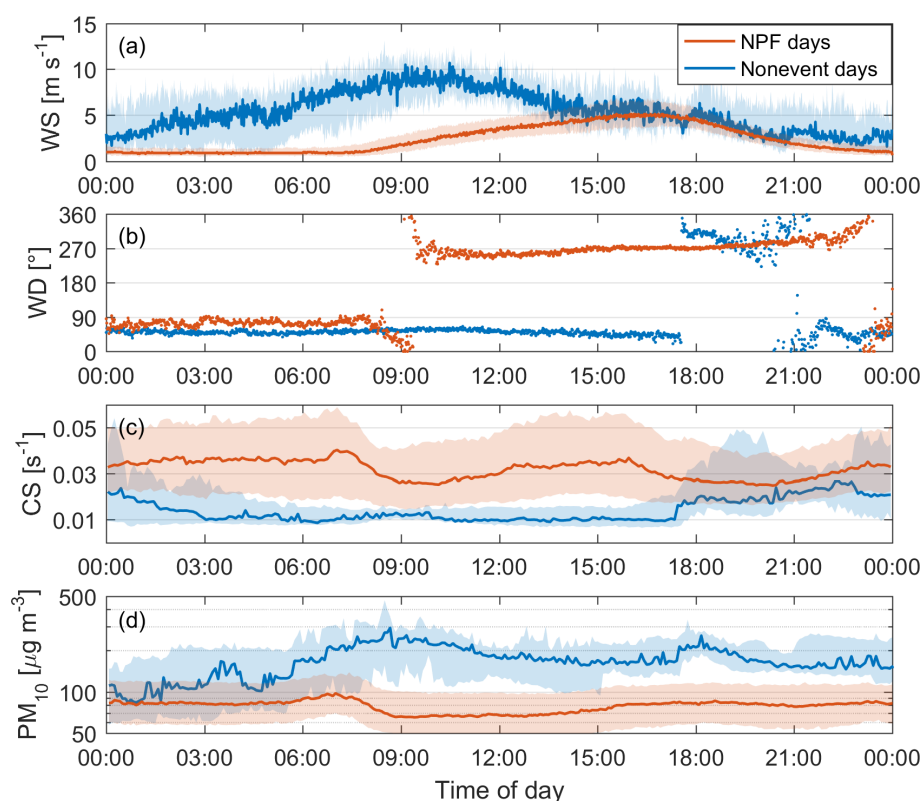 (a)
NPF days
Nonevent days
WS [m s⁻¹]
15
10
5
0
00:00 03:00 06:00 09:00 12:00 15:00 18:00 21:00 00:00
(b)
WD [°]
360
270
180
90
0
00:00 03:00 06:00 09:00 12:00 15:00 18:00 21:00 00:00
(c)
CS [s⁻¹]
0.05
0.03
0.01
00:00 03:00 06:00 09:00 12:00 15:00 18:00 21:00 00:00
(d)
PM₁₀ [μg m⁻³]
500
100
50
00:00 03:00 06:00 09:00 12:00 15:00 18:00 21:00 00:00
Time of day